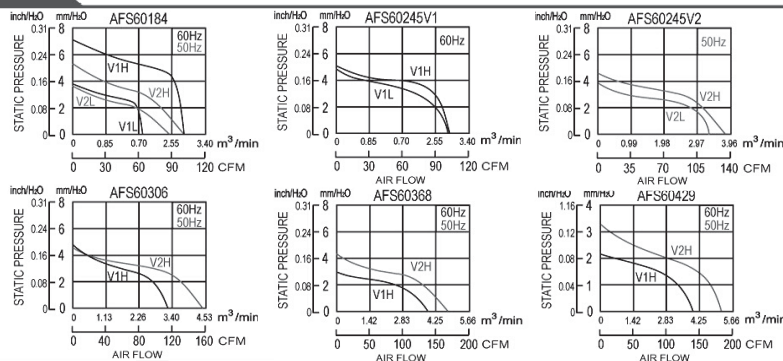 inch/H₂O mm/H₂O AFS60184
0.31 8 60Hz
50Hz
0.24 6
0.16 4
0.08 2
0 0
STATIC PRESSURE
V1H
V2H
V2L
V1L
0 0.85 0.70 2.55 3.40 m³/min
0 30 60 90 120 CFM
inch/H₂O mm/H₂O AFS60245V1
0.31 8 60Hz
0.24 6
0.16 4
0.08 2
0 0
STATIC PRESSURE
V1H
V1L
0 0.85 1.70 2.55 3.40 m³/min
0 30 60 90 120 CFM
AIR FLOW
inch/H₂O mm/H₂O AFS60245V2
0.31 8 50Hz
0.24 6
0.16 4
0.08 2
0 0
STATIC PRESSURE
V2H
V2L
0 0.99 1.98 2.97 3.96 m³/min
0 35 70 105 140 CFM
AIR FLOW
inch/H₂O mm/H₂O AFS60306
0.31 8 60Hz
50Hz
0.24 6
0.16 4
0.08 2
0 0
STATIC PRESSURE
V2H
V1H
0 1.13 2.26 3.40 4.53 m³/min
0 40 80 120 160 CFM
AIR FLOW
inch/H₂O mm/H₂O AFS60368
0.31 8 60Hz
50Hz
0.24 6
0.16 4
0.08 2
0 0
STATIC PRESSURE
V2H
V1H
0 1.42 2.83 4.25 5.66 m³/min
0 50 100 150 200 CFM
AIR FLOW
inch/H₂O mm/H₂O AFS60429
0.16 4 60Hz
50Hz
0.12 3
0.08 2
0.04 1
0 0
STATIC PRESSURE
V2H
V1H
0 1.42 2.83 4.25 5.66 m³/min
0 50 100 150 200 CFM
AIR FLOW